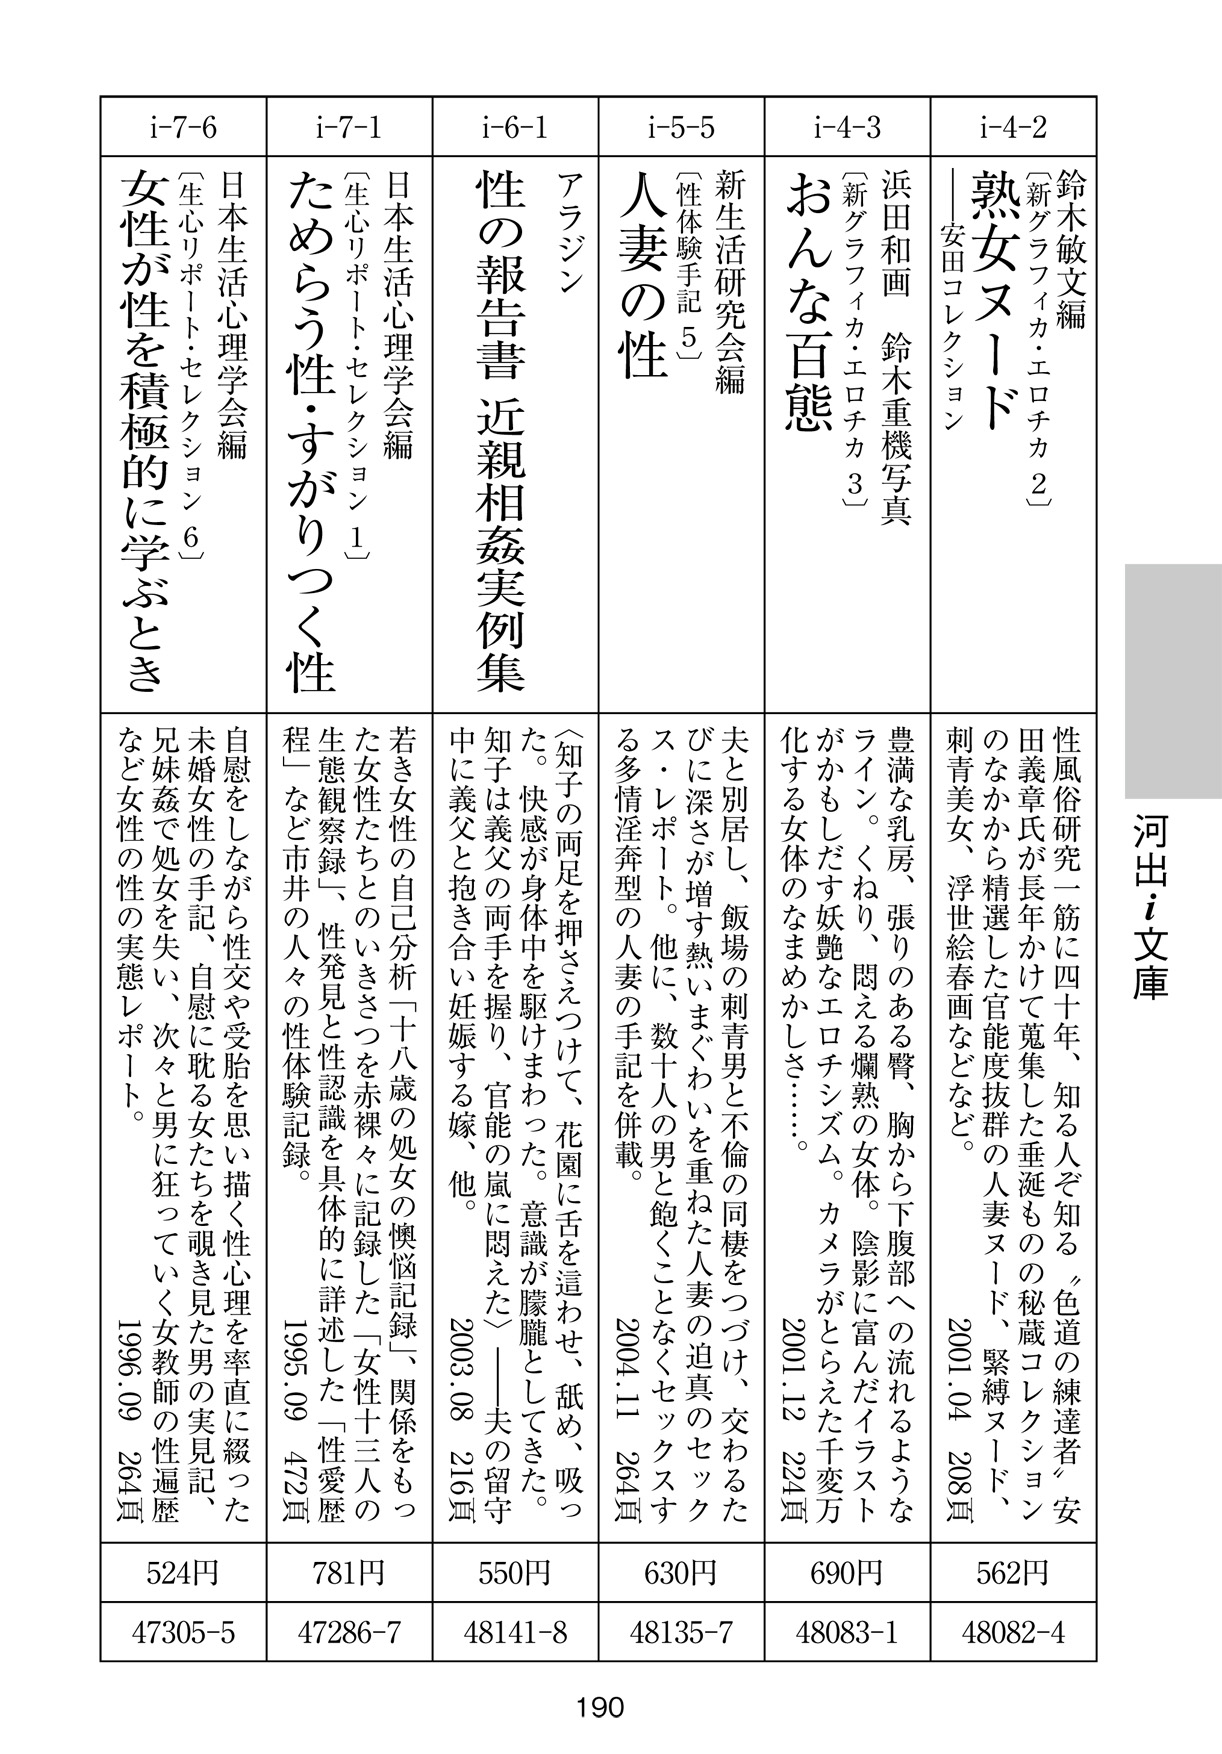 河出i文庫
i-4-2
鈴木敏文編
〔新グラフィカ・エロチカ 2〕
熟女ヌード
――安田コレクション
性風俗研究一筋に四十年、知る人ぞ知る〝色道の練達者〟安
田義章氏が長年かけて蒐集した垂涎ものの秘蔵コレクション
のなかから精選した官能度抜群の人妻ヌード、緊縛ヌード、
刺青美女、浮世絵春画などなど。 2001.04 208頁
562円
48082-4
i-4-3
浜田和画 鈴木重機写真
〔新グラフィカ・エロチカ 3〕
おんな百態
豊満な乳房、張りのある臀、胸から下腹部への流れるような
ライン。くねり、悶える爛熟の女体。陰影に富んだイラスト
がかもしだす妖艶なエロチシズム。カメラがとらえた千変万
化する女体のなまめかしさ……。 2001.12 224頁
690円
48083-1
i-5-5
新生活研究会編
〔性体験手記 5〕
人妻の性
夫と別居し、飯場の刺青男と不倫の同棲をつづけ、交わるた
びに深さが増す熱いまぐわいを重ねた人妻の迫真のセック
ス・レポート。他に、数十人の男と飽くことなくセックスす
る多情淫奔型の人妻の手記を併載。 2004.11 264頁
630円
48135-7
i-6-1
アラジン
性の報告書 近親相姦実例集
〈知子の両足を押さえつけて、花園に舌を這わせ、舐め、吸っ
た。快感が身体中を駆けまわった。意識が朦朧としてきた。
知子は義父の両手を握り、官能の嵐に悶えた〉――夫の留守
中に義父と抱き合い妊娠する嫁、他。 2003.08 216頁
550円
48141-8
i-7-1
日本生活心理学会編
〔生心リポート・セレクション 1〕
ためらう性・すがりつく性
若き女性の自己分析「十八歳の処女の懊悩記録」、関係をもっ
た女性たちとのいきさつを赤裸々に記録した「女性十三人の
生態観察録」、性発見と性認識を具体的に詳述した「性愛歴
程」など市井の人々の性体験記録。 1995.09 472頁
781円
47286-7
i-7-6
日本生活心理学会編
〔生心リポート・セレクション 6〕
女性が性を積極的に学ぶとき
自慰をしながら性交や受胎を思い描く性心理を率直に綴った
未婚女性の手記、自慰に耽る女たちを覗き見た男の実見記、
兄妹姦で処女を失い、次々と男に狂っていく女教師の性遍歴
など女性の性の実態レポート。 1996.09 264頁
524円
47305-5
190